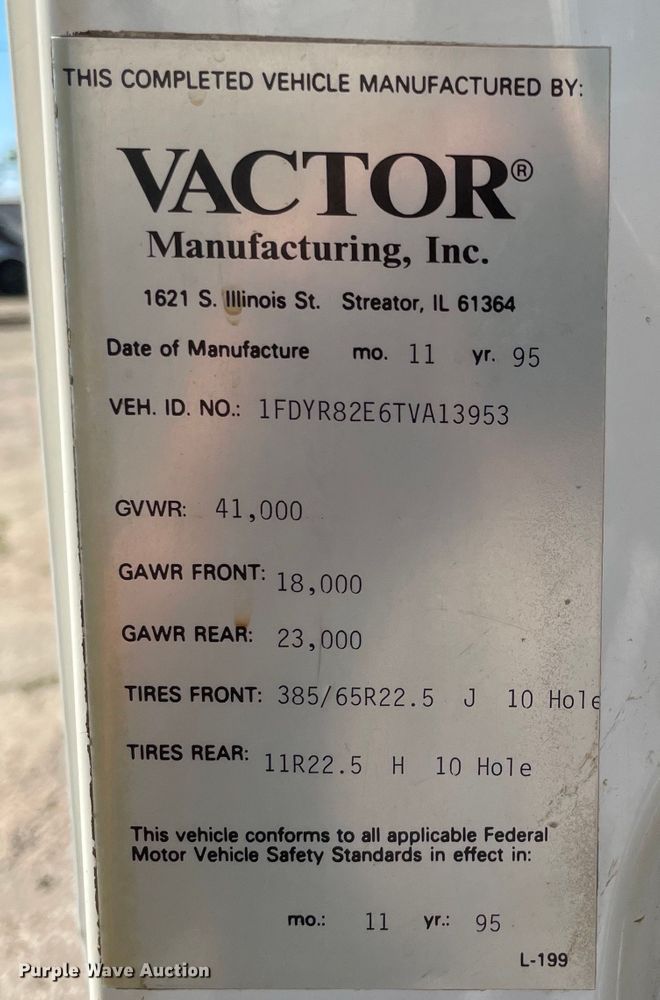 THIS COMPLETED VEHICLE MANUFACTURED BY:
VACTOR®
Manufacturing, Inc.
1621 S. Illinois St. Streator, IL 61364
Date of Manufacture mo. 11 yr. 95
VEH. ID. NO.: 1FDYR82E6TVA13953
GVWR: 41,000
GAWR FRONT: 18,000
GAWR REAR: 23,000
TIRES FRONT: 385/65R22.5 J 10 Hole
TIRES REAR: 11R22.5 H 10 Hole
This vehicle conforms to all applicable Federal
Motor Vehicle Safety Standards in effect in:
mo.: 11 yr.: 95
L-199
Purple Wave Auction